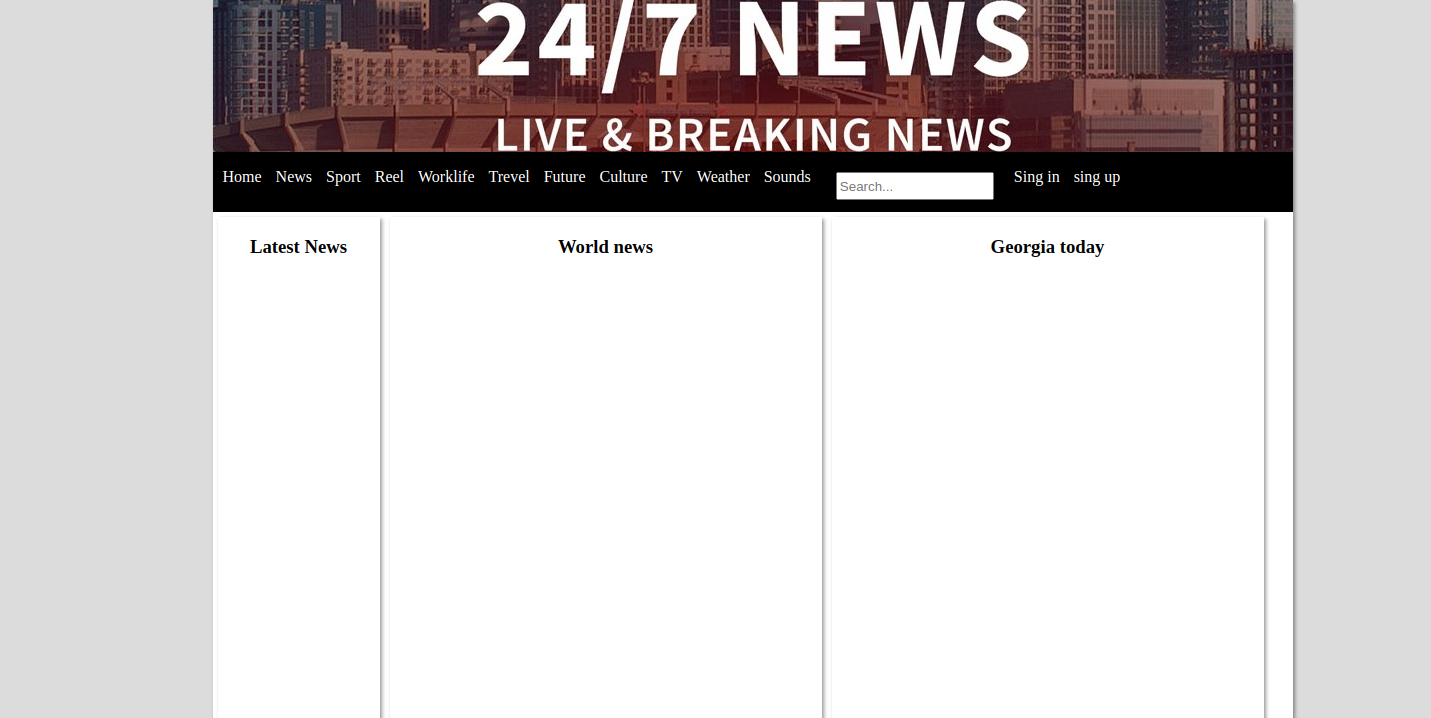 24/7 NEWS
LIVE & BREAKING NEWS
Home News Sport Reel Worklife Trevel Future Culture TV Weather Sounds Search... Sing in sing up
Latest News World news Georgia today